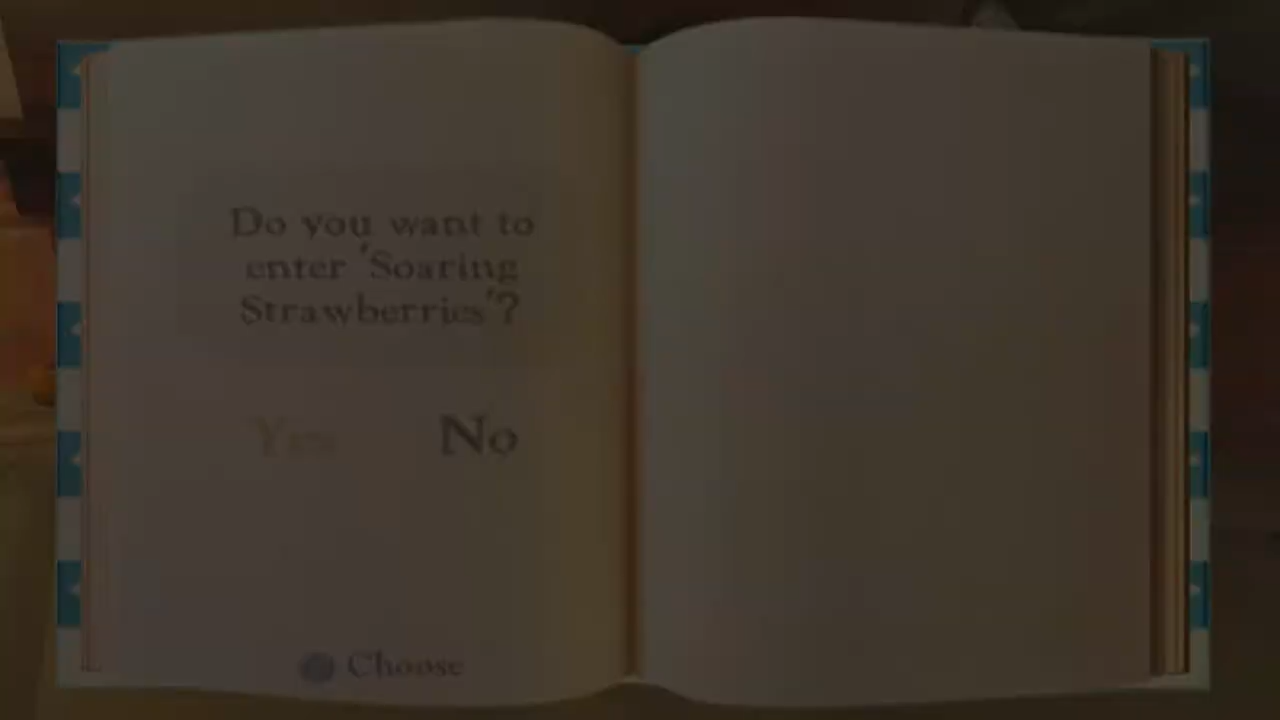 Do you want to
enter 'Soaring
Strawberries'?
Yes No
Choose